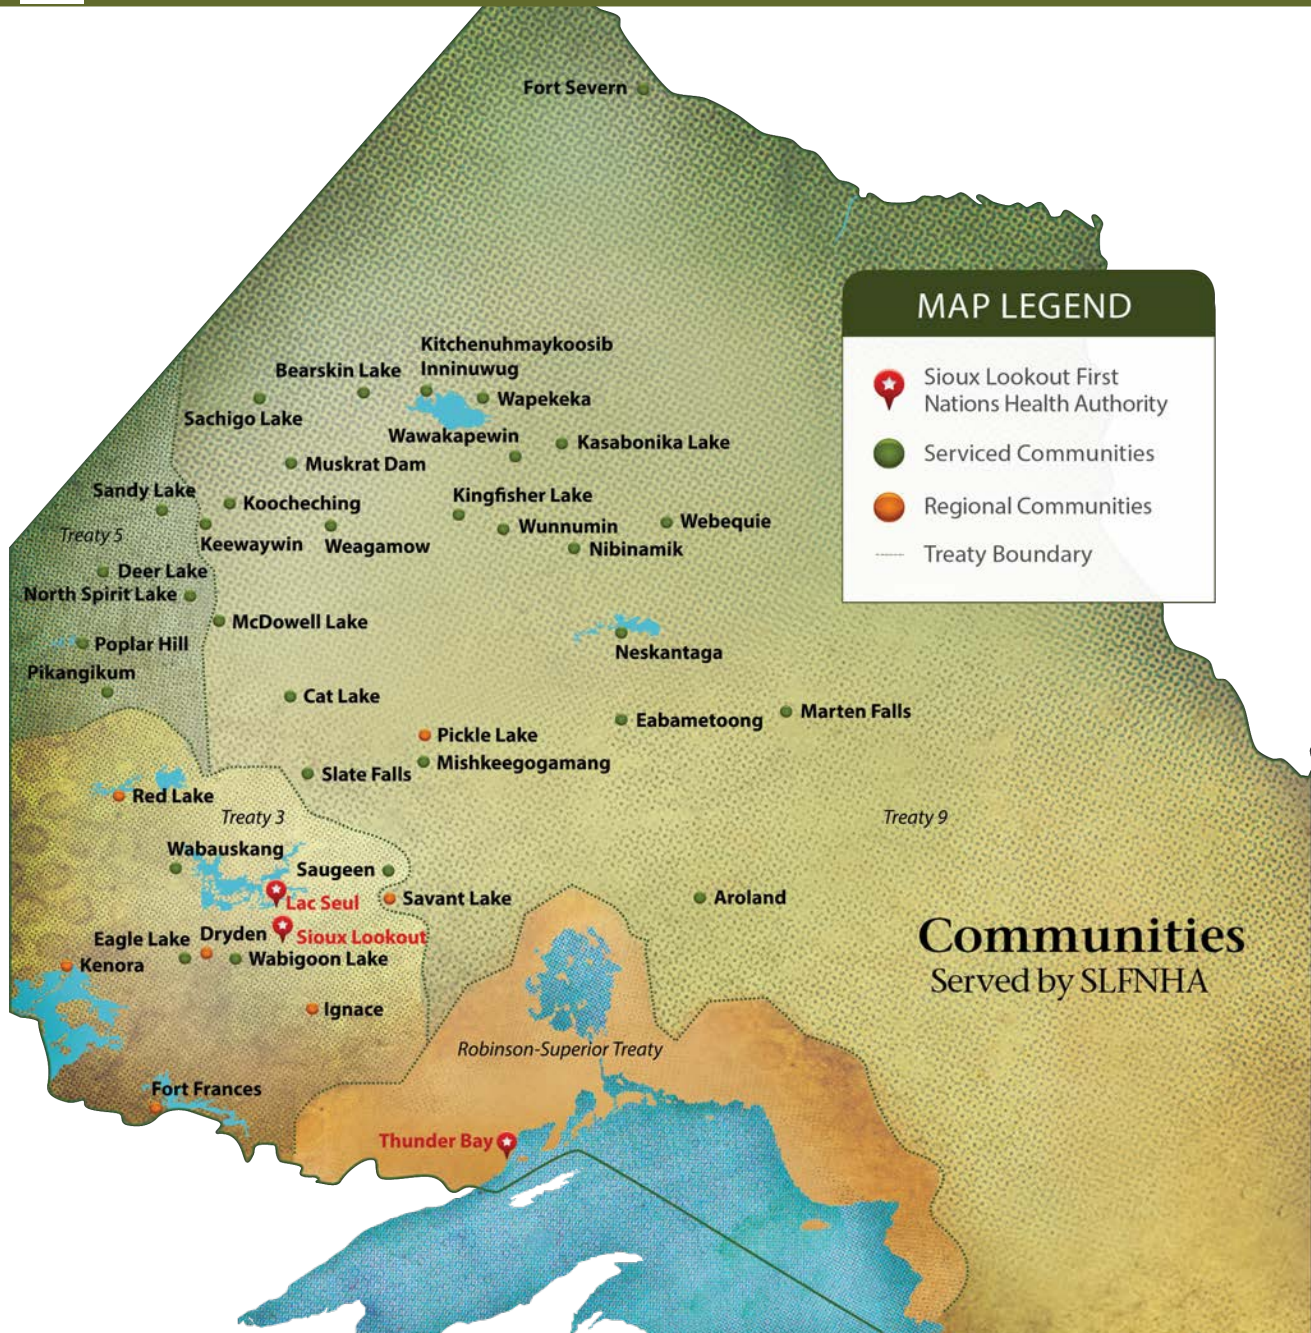 Fort Severn
MAP LEGEND
Sioux Lookout First
Nations Health Authority
Serviced Communities
Regional Communities
Treaty Boundary
Kitchenuhmaykoosib
Inninuwug
Bearskin Lake
Wapekeka
Sachigo Lake
Wawakapewin
Kasabonika Lake
Muskrat Dam
Sandy Lake
Koocheching
Kingfisher Lake
Webequie
Wunnumin
Treaty 5
Keewaywin
Weagamow
Nibinamik
Deer Lake
North Spirit Lake
McDowell Lake
Poplar Hill
Neskantaga
Pikangikum
Cat Lake
Marten Falls
Eabametoong
Pickle Lake
Mishkeegogamang
Slate Falls
Red Lake
Treaty 3
Treaty 9
Wabauskang
Saugeen
Lac Seul
Savant Lake
Aroland
Dryden
Sioux Lookout
Eagle Lake
Communities
Served by SLFNHA
Wabigoon Lake
Kenora
Ignace
Robinson-Superior Treaty
Fort Frances
Thunder Bay